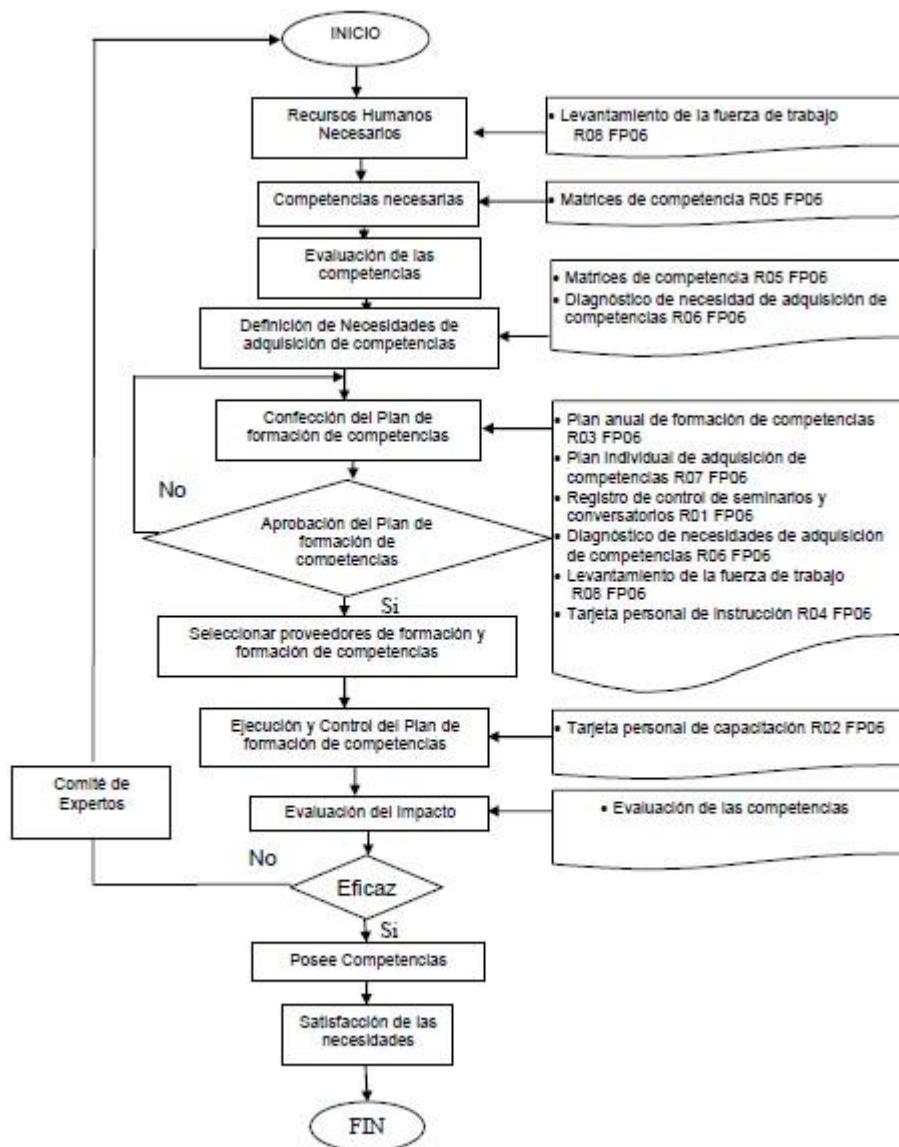 INICIO
Recursos Humanos
Necesarios
• Levantamiento de la fuerza de trabajo
R08 FP06
Competencias necesarias
• Matrices de competencia R05 FP06
Evaluación de las
competencias
• Matrices de competencia R05 FP06
• Diagnóstico de necesidad de adquisición de
competencias R06 FP06
Definición de Necesidades de
adquisición de competencias
Confección del Plan de
formación de competencias
• Plan anual de formación de competencias
R03 FP06
• Plan individual de adquisición de
competencias R07 FP06
• Registro de control de seminarios y
conversatorios R01 FP06
• Diagnóstico de necesidades de adquisición
de competencias R06 FP06
• Levantamiento de la fuerza de trabajo
R08 FP06
• Tarjeta personal de instrucción R04 FP06
No
Aprobación del Plan de
formación de
competencias
Si
Seleccionar proveedores de formación y
formación de competencias
Ejecución y Control del Plan de
formación de competencias
• Tarjeta personal de capacitación R02 FP06
Comité de
Expertos
Evaluación del Impacto
• Evaluación de las competencias
No
Eficaz
Si
Posee Competencias
Satisfacción de las
necesidades
FIN